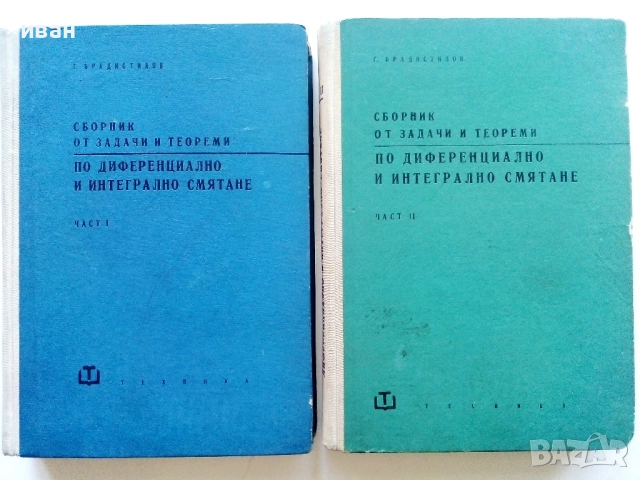 иван
Г. БРАДИСТИЛОВ
СБОРНИК
ОТ ЗАДАЧИ И ТЕОРЕМИ
ПО ДИФЕРЕНЦИАЛНО
И ИНТЕГРАЛНО СМЯТАНЕ
ЧАСТ I
Т
ТЕХНИКА
Г. БРАДИСТИЛОВ
СБОРНИК
ОТ ЗАДАЧИ И ТЕОРЕМИ
ПО ДИФЕРЕНЦИАЛНО
И ИНТЕГРАЛНО СМЯТАНЕ
ЧАСТ II
Т
ТЕХНИКА
BAZAR